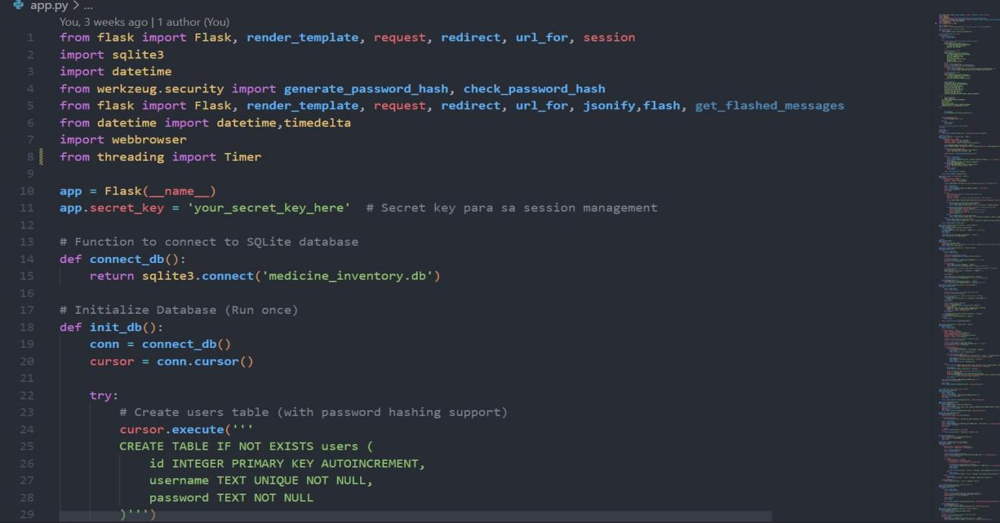 app.py > ...
You, 3 weeks ago | 1 author (You)
1 from flask import Flask, render_template, request, redirect, url_for, session
2 import sqlite3
3 import datetime
4 from werkzeug.security import generate_password_hash, check_password_hash
5 from flask import Flask, render_template, request, redirect, url_for, jsonify,flash, get_flashed_messages
6 from datetime import datetime,timedelta
7 import webbrowser
8 from threading import Timer
9
10 app = Flask(__name__)
11 app.secret_key = 'your_secret_key_here'  # Secret key para sa session management
12
13 # Function to connect to SQLite database
14 def connect_db():
15     return sqlite3.connect('medicine_inventory.db')
16
17 # Initialize Database (Run once)
18 def init_db():
19     conn = connect_db()
20     cursor = conn.cursor()
21
22     try:
23         # Create users table (with password hashing support)
24         cursor.execute('''
25         CREATE TABLE IF NOT EXISTS users (
26             id INTEGER PRIMARY KEY AUTOINCREMENT,
27             username TEXT UNIQUE NOT NULL,
28             password TEXT NOT NULL
29         )''')